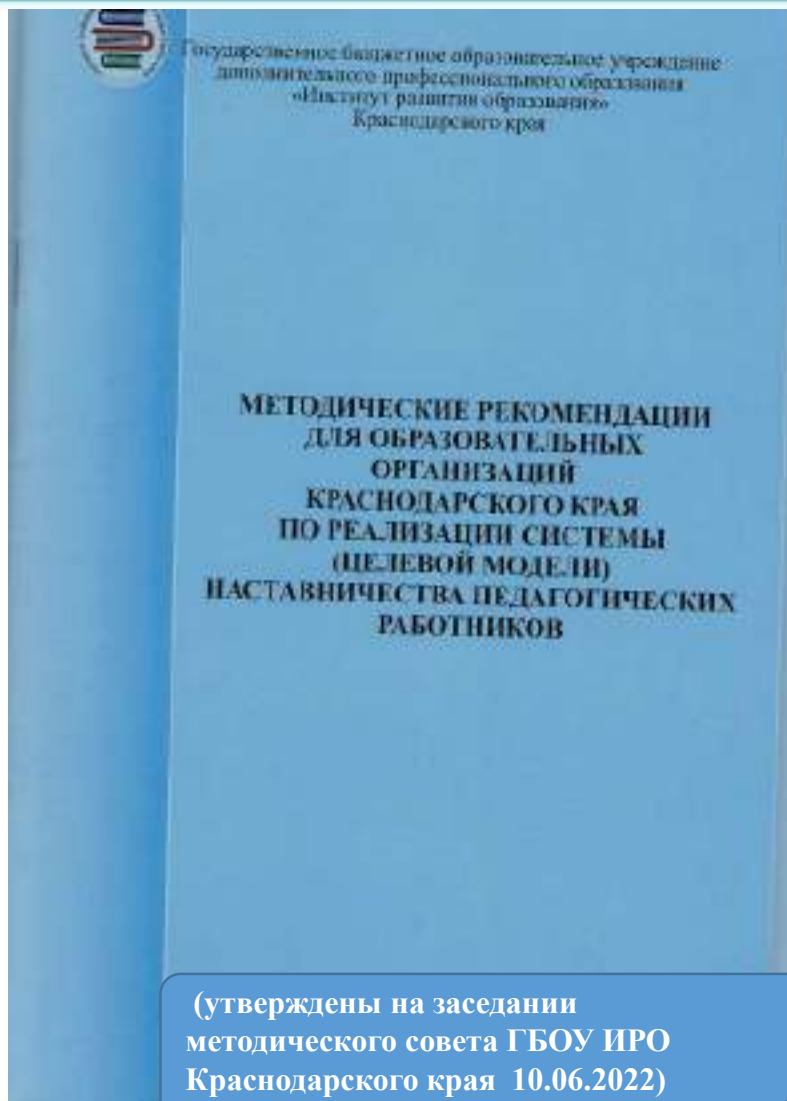 Государственное бюджетное образовательное учреждение
дополнительного профессионального образования
«Институт развития образования»
Краснодарского края
МЕТОДИЧЕСКИЕ РЕКОМЕНДАЦИИ
ДЛЯ ОБРАЗОВАТЕЛЬНЫХ
ОРГАНИЗАЦИЙ
КРАСНОДАРСКОГО КРАЯ
ПО РЕАЛИЗАЦИИ СИСТЕМЫ
(ЦЕЛЕВОЙ МОДЕЛИ)
НАСТАВНИЧЕСТВА ПЕДАГОГИЧЕСКИХ
РАБОТНИКОВ
(утверждены на заседании
методического совета ГБОУ ИРО
Краснодарского края 10.06.2022)